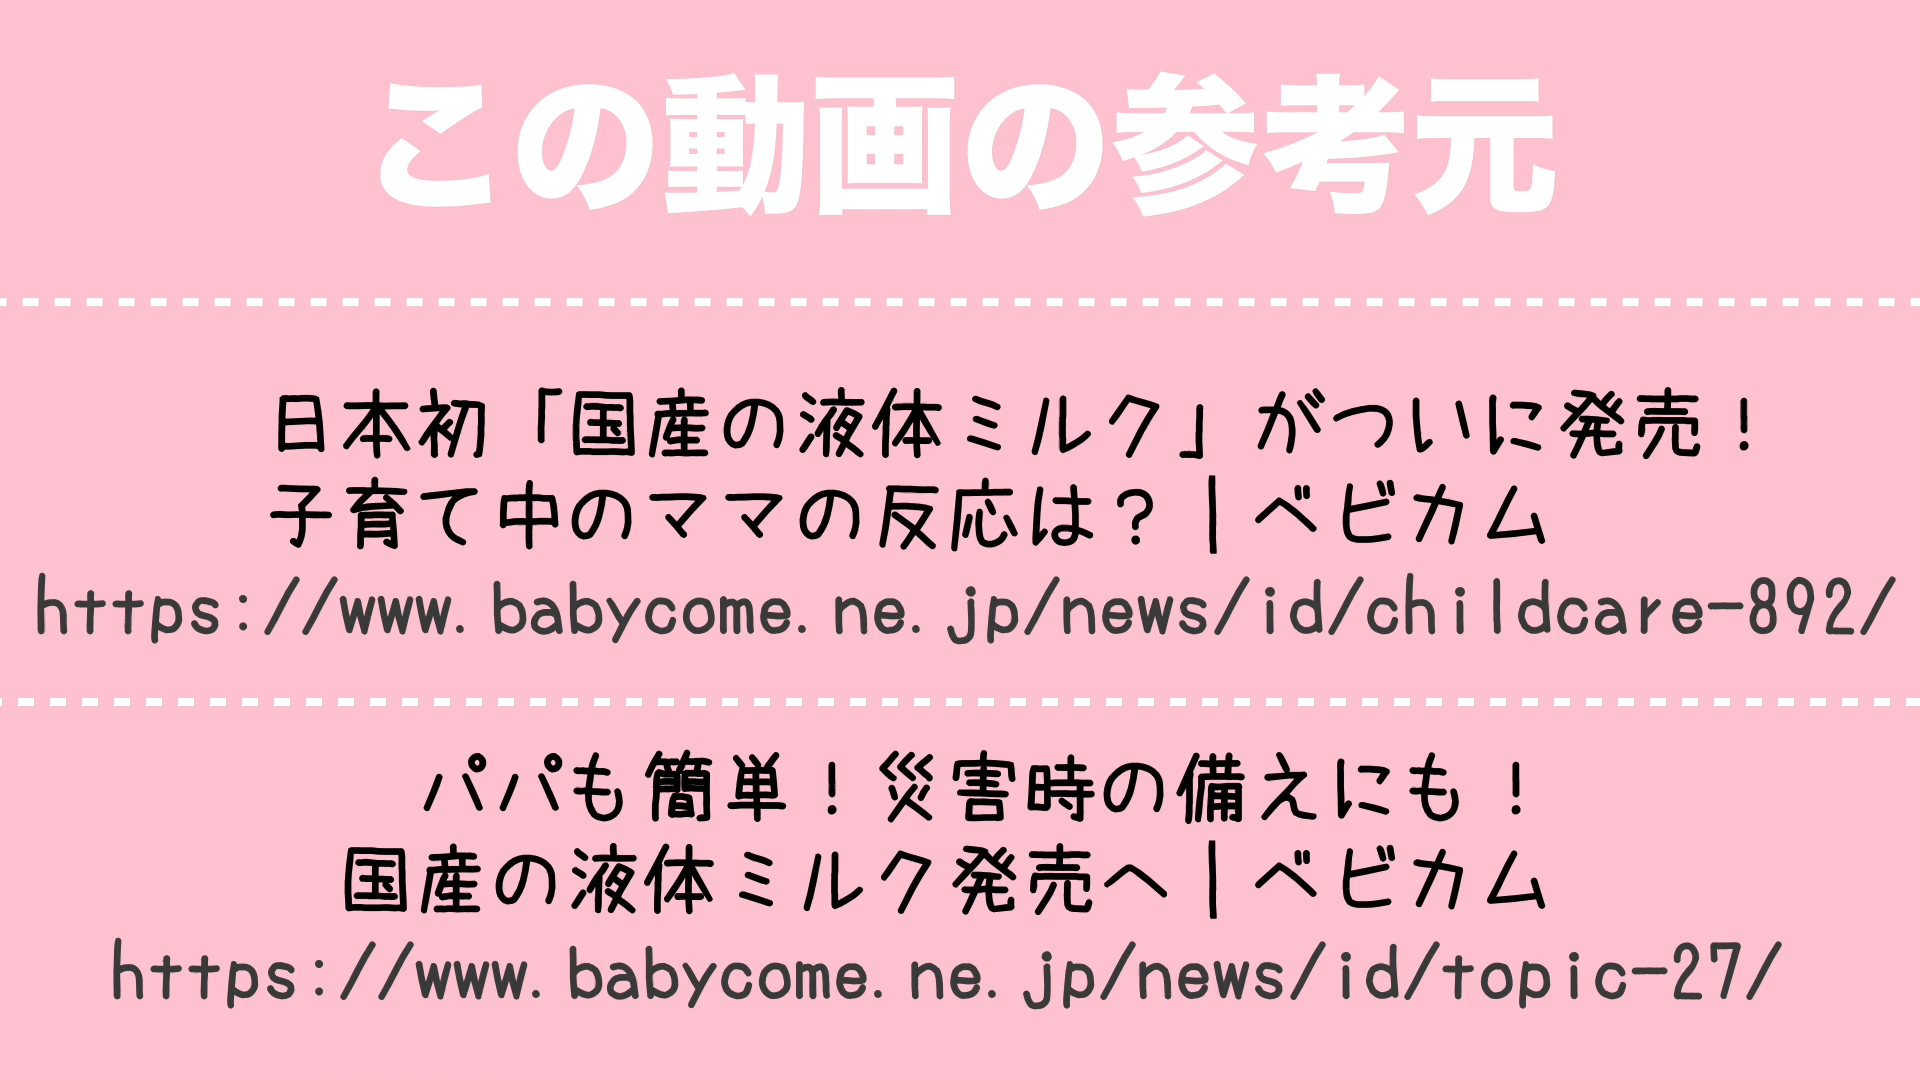 この動画の参考元
日本初「国産の液体ミルク」がついに発売！
子育て中のママの反応は？｜ベビカム
https://www.babycome.ne.jp/news/id/childcare-892/
パパも簡単！災害時の備えにも！
国産の液体ミルク発売へ｜ベビカム
https://www.babycome.ne.jp/news/id/topic-27/